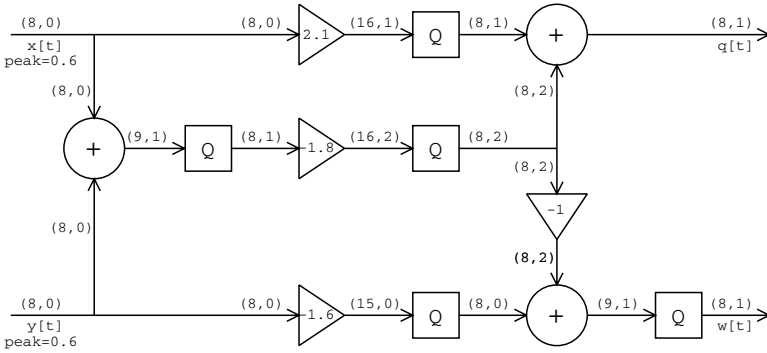 (8,0) (8,0) (16,1) (8,1) (8,1)
2.1 Q +
x[t] q[t]
peak=0.6
(8,0) (8,2)
(9,1) (8,1) (16,2) (8,2)
+ Q -1.8 Q
(8,2)
-1
(8,0)
(8,2)
(8,0) (8,0) (15,0) (8,0) (9,1) (8,1)
-1.6 Q + Q
y[t] w[t]
peak=0.6